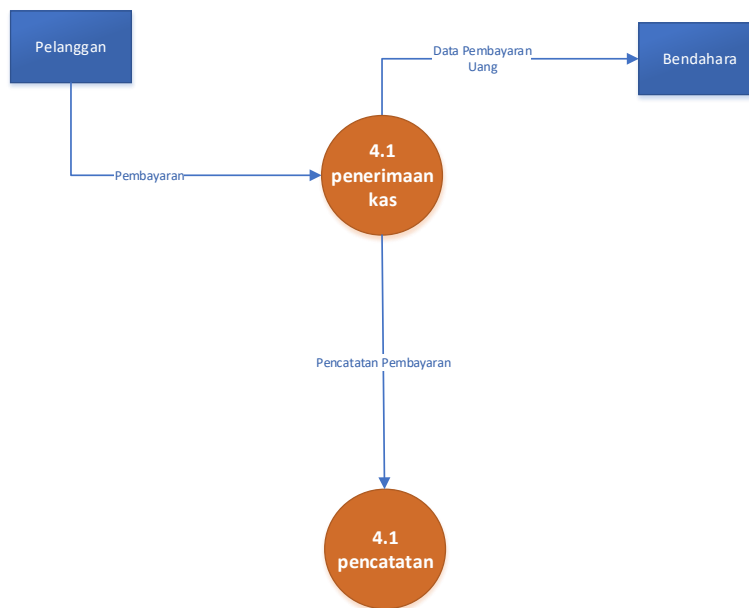 Pelanggan
Data Pembayaran
Uang
Bendahara
4.1
penerimaan
kas
Pembayaran
Pencatatan Pembayaran
4.1
pencatatan